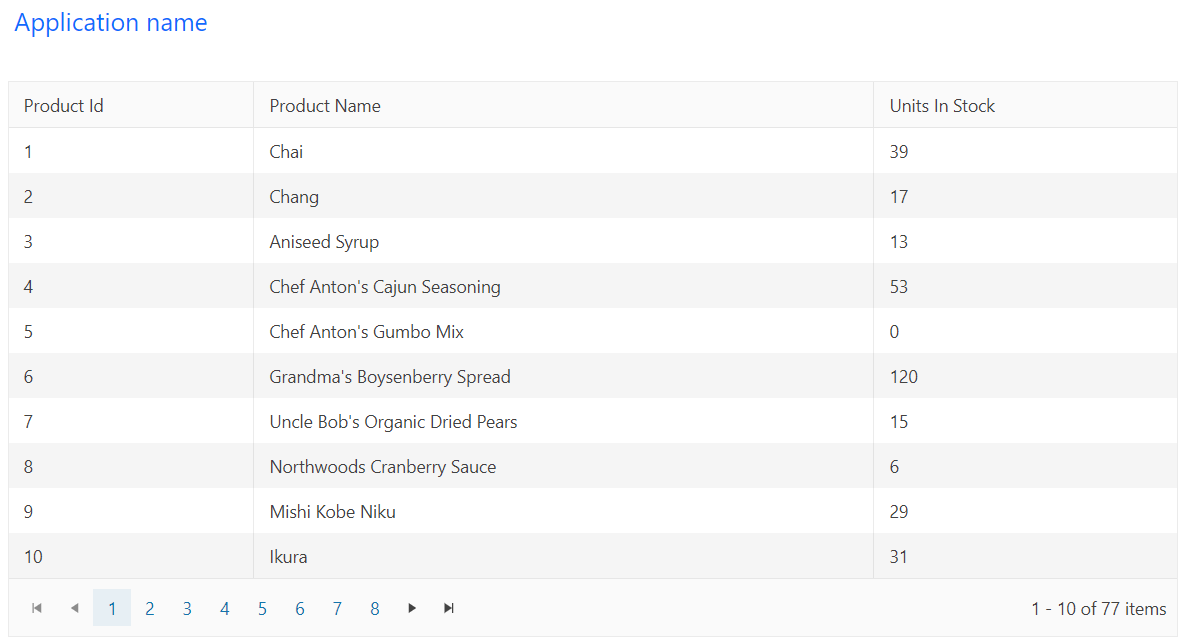 Application name
Product Id Product Name Units In Stock
1 Chai 39
2 Chang 17
3 Aniseed Syrup 13
4 Chef Anton's Cajun Seasoning 53
5 Chef Anton's Gumbo Mix 0
6 Grandma's Boysenberry Spread 120
7 Uncle Bob's Organic Dried Pears 15
8 Northwoods Cranberry Sauce 6
9 Mishi Kobe Niku 29
10 Ikura 31
1 2 3 4 5 6 7 8 1 - 10 of 77 items